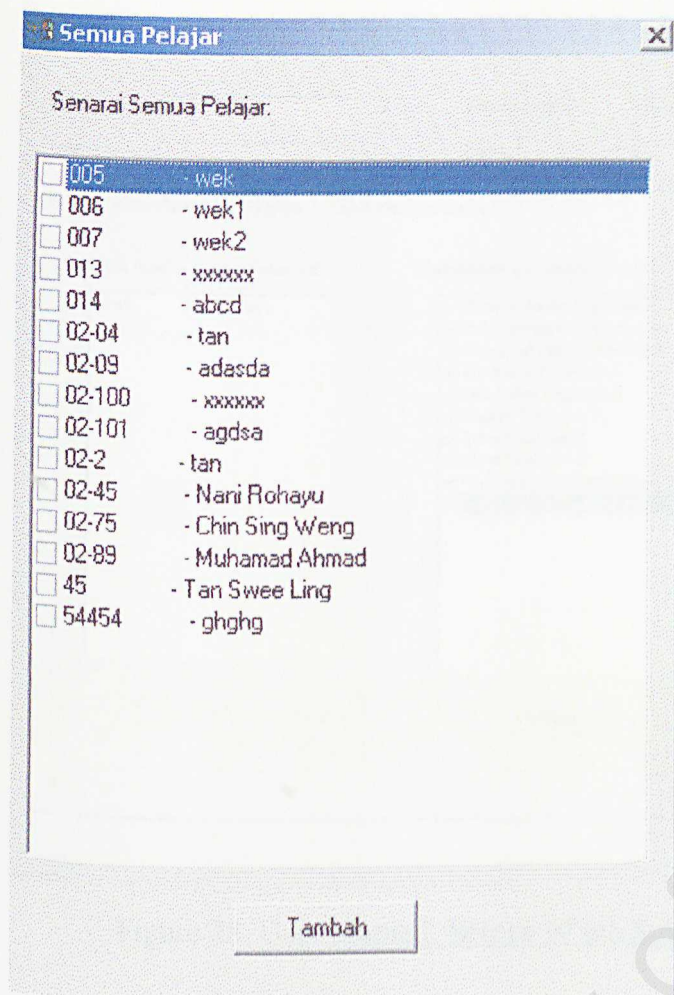 Semua Pelajar
Senarai Semua Pelajar:
005 - wek
006 - wek1
007 - wek2
013 - xxxxxx
014 - abcd
02-04 - tan
02-09 - adasda
02-100 - xxxxxx
02-101 - agdsa
02-2 - tan
02-45 - Nani Rohayu
02-75 - Chin Sing Weng
02-89 - Muhamad Ahmad
45 - Tan Swee Ling
54454 - ghghg
Tambah